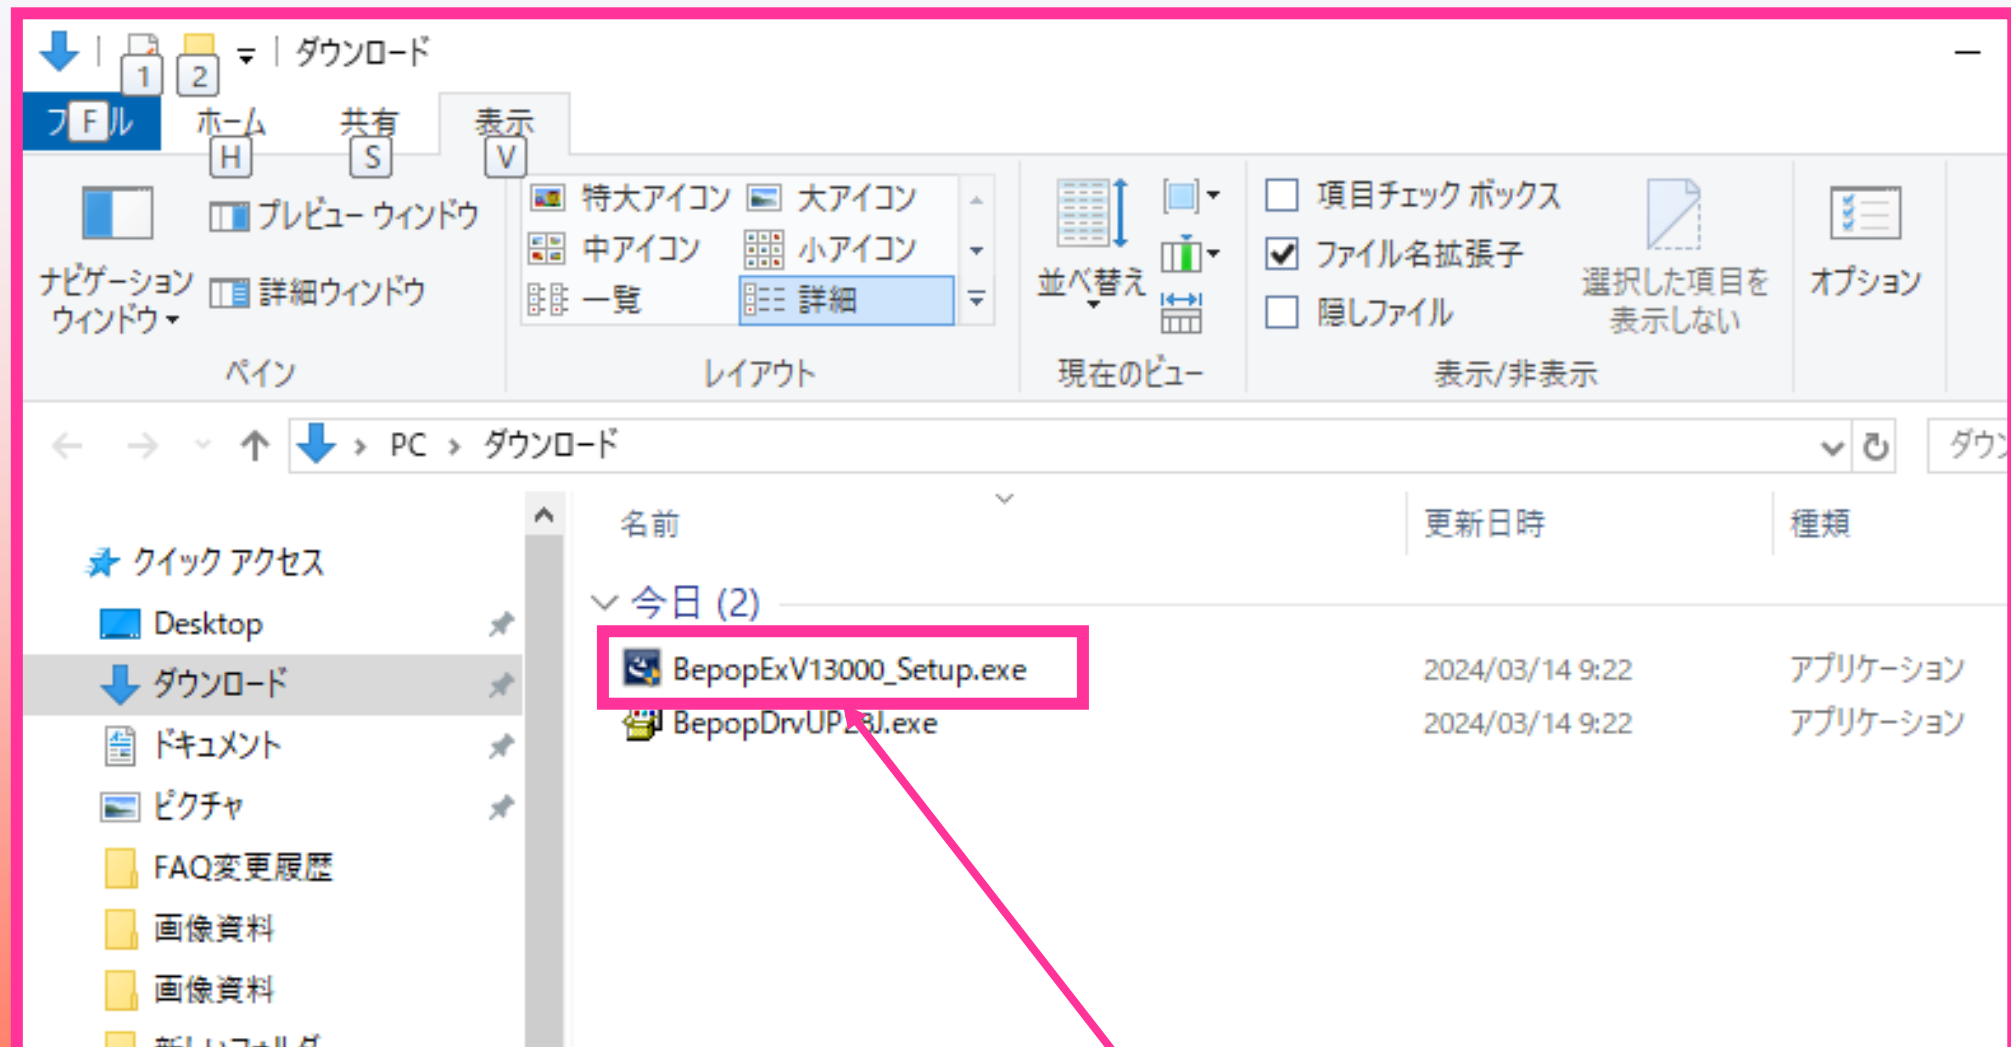 ダウンロード
1 2
ホーム 共有 表示
F H S V
ナビゲーション
ウィンドウ
プレビュー ウィンドウ
詳細ウィンドウ
ペイン
特大アイコン 大アイコン
中アイコン 小アイコン
一覧 詳細
レイアウト
並べ替え
現在のビュー
項目チェック ボックス
ファイル名拡張子
隠しファイル
選択した項目を
表示しない
表示/非表示
オプション
PC ダウンロード
名前 更新日時 種類
クイック アクセス
Desktop
ダウンロード
ドキュメント
ピクチャ
FAQ変更履歴
画像資料
画像資料
今日 (2)
BepopExV13000_Setup.exe 2024/03/14 9:22 アプリケーション
2024/03/14 9:22 アプリケーション